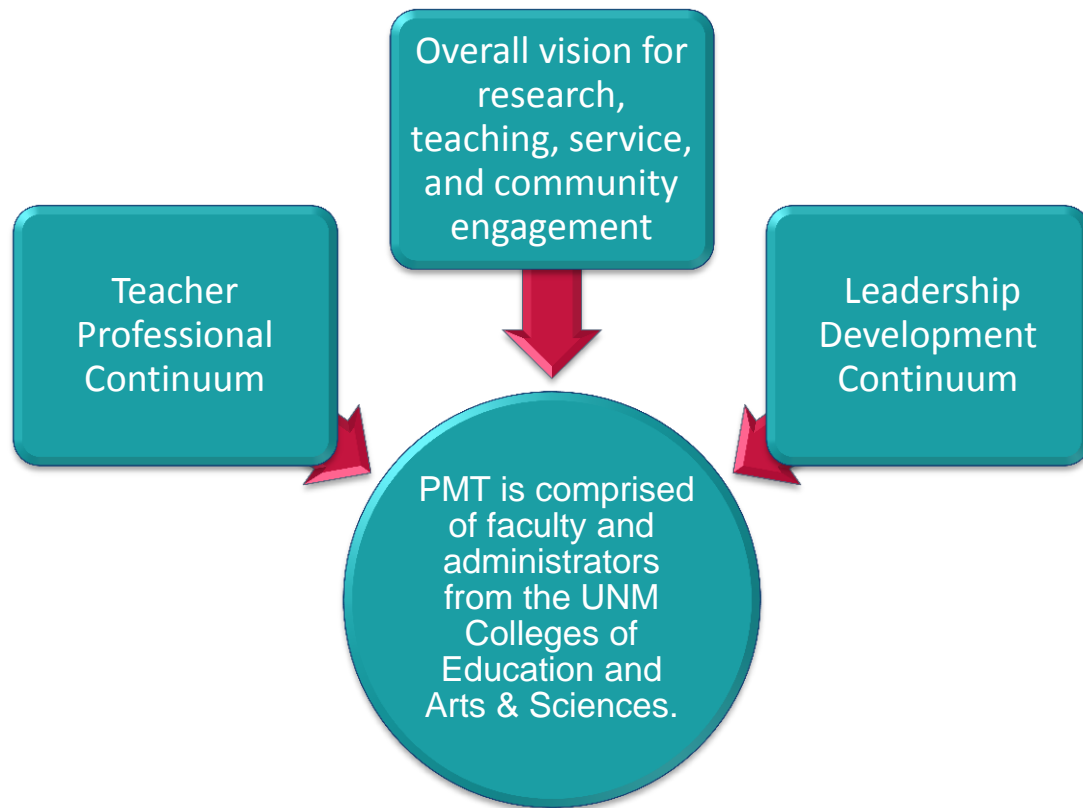 Overall vision for
research,
teaching, service,
and community
engagement
Teacher
Professional
Continuum
Leadership
Development
Continuum
PMT is comprised
of faculty and
administrators
from the UNM
Colleges of
Education and
Arts & Sciences.